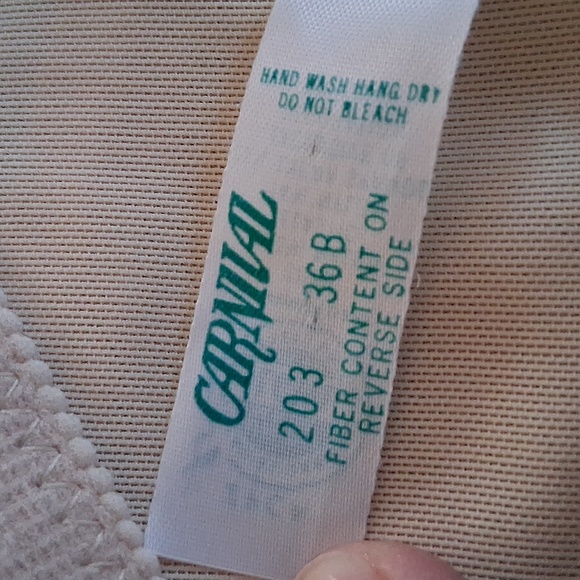 HAND WASH HANG DRY
DO NOT BLEACH
CARNIVAL
203 36B
FIBER CONTENT ON
REVERSE SIDE